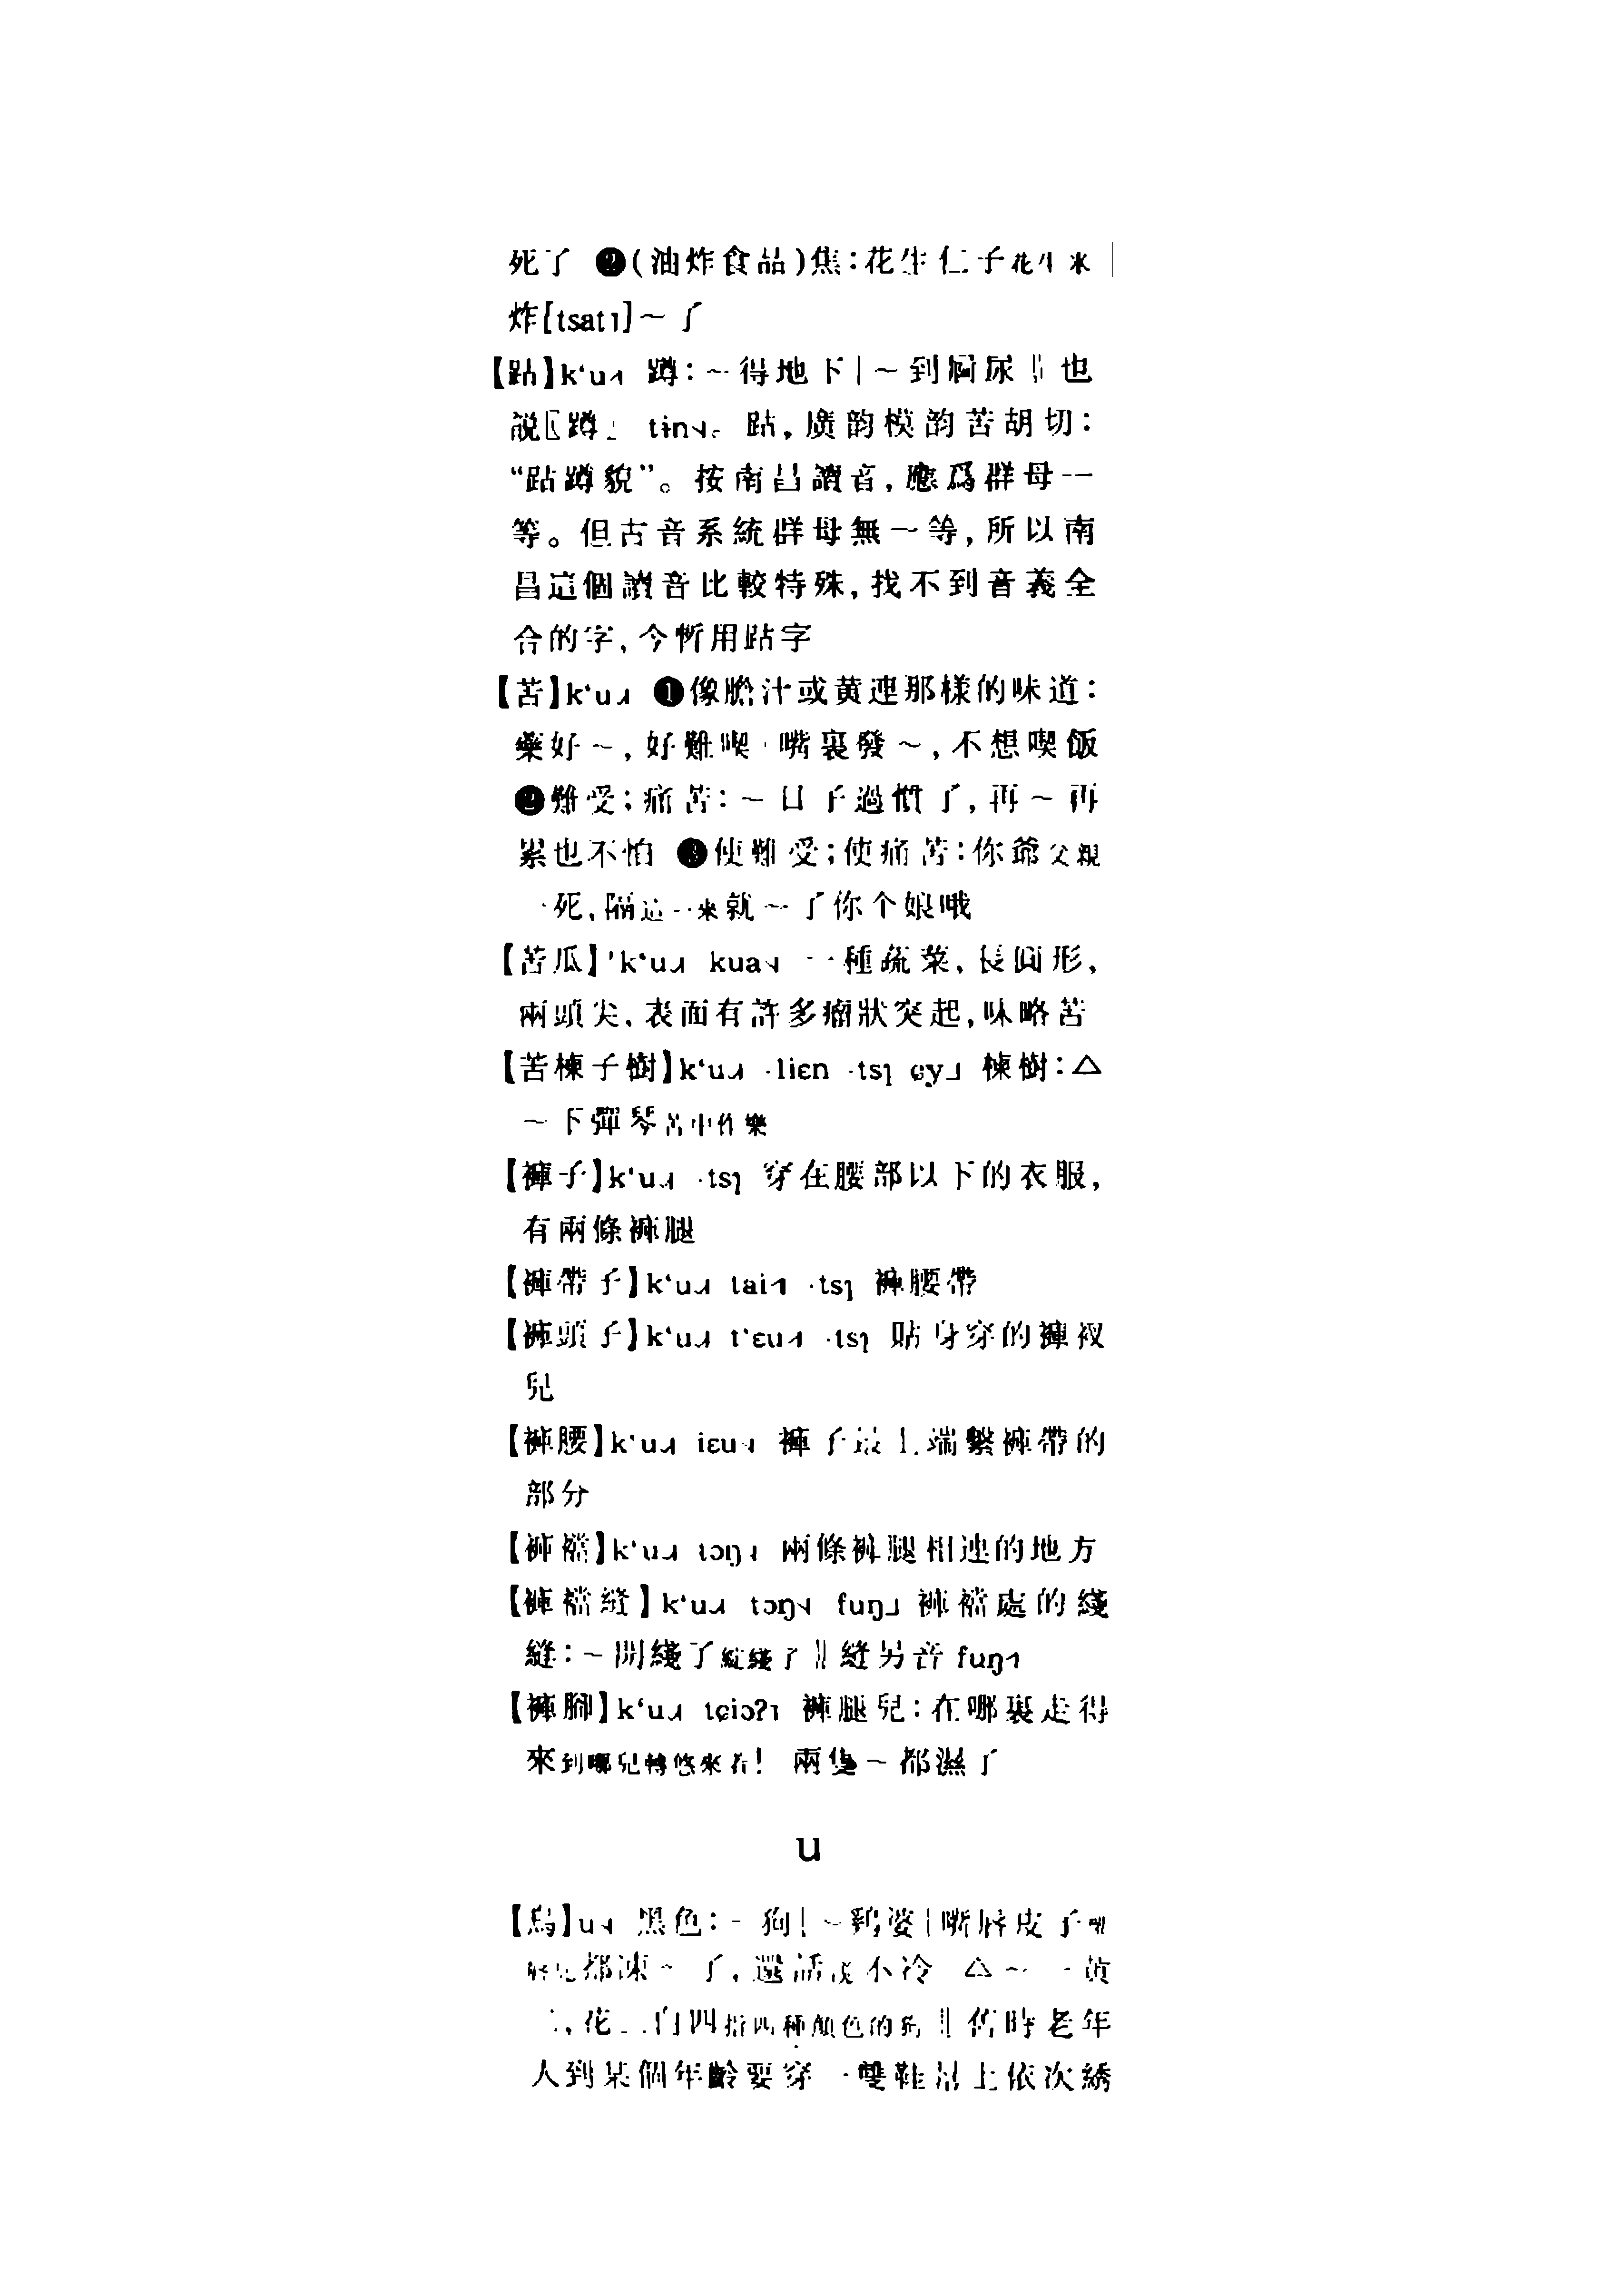 死了 ❷(油炸食品)焦:花生仁子花生米｜
炸[tsat˥]～了
【跍】k‘u˧˥ 蹲:～得地下｜～到屙尿‖也
説〖蹲〗 tɨn˦˨。跍,廣韵模韵苦胡切:
“跍蹲貌”。按南昌讀音,應爲群母一
等。但古音系統群母無一等,所以南
昌這個讀音比較特殊,找不到音義全
合的字,今暫用跍字
【苦】k‘u˨˩˧ ❶像膽汁或黄連那樣的味道:
藥好～,好難喫｜嘴裏發～,不想喫飯
❷難受;痛苦:～日子過慣了,再～再
累也不怕 ❸使難受;使痛苦:你爺父親
一死,隔這一來就～了你个娘哦
【苦瓜】k‘u˨˩˧ kua˦˨ 一種蔬菜,長圓形,
兩頭尖,表面有許多瘤狀突起,味略苦
【苦楝子樹】k‘u˨˩˧ ·liɛn ·tsɿ ɕy˩ 楝樹:△
～下彈琴苦中作樂
【褲子】k‘u˨˩˧ ·tsɿ 穿在腰部以下的衣服,
有兩條褲腿
【褲帶子】k‘u˨˩˧ tai˧˥ ·tsɿ 褲腰帶
【褲頭子】k‘u˨˩˧ t‘ɛu˧˥ ·tsɿ 貼身穿的褲衩
兒
【褲腰】k‘u˨˩˧ iɛu˦˨ 褲子最上端繫褲帶的
部分
【褲襠】k‘u˨˩˧ tɔŋ˦˨ 兩條褲腿相連的地方
【褲襠縫】k‘u˨˩˧ tɔŋ˦˨ fuŋ˩ 褲襠處的綫
縫:～開綫了綻綫了‖縫另音 fuŋ˧˥
【褲腳】k‘u˨˩˧ tɕiɔʔ˥ 褲腿兒:在哪裏走得
來到哪兒轉悠來着! 兩隻～都濕了
u
【烏】u˦˨ 黑色:～狗｜～鷄婆｜嘴唇皮子嘴
唇兒都凍～了,還話説不冷｜△～一黄
二,花三白四指四種顔色的狗‖舊時老年
人到某個年齡要穿一雙鞋幫上依次綉